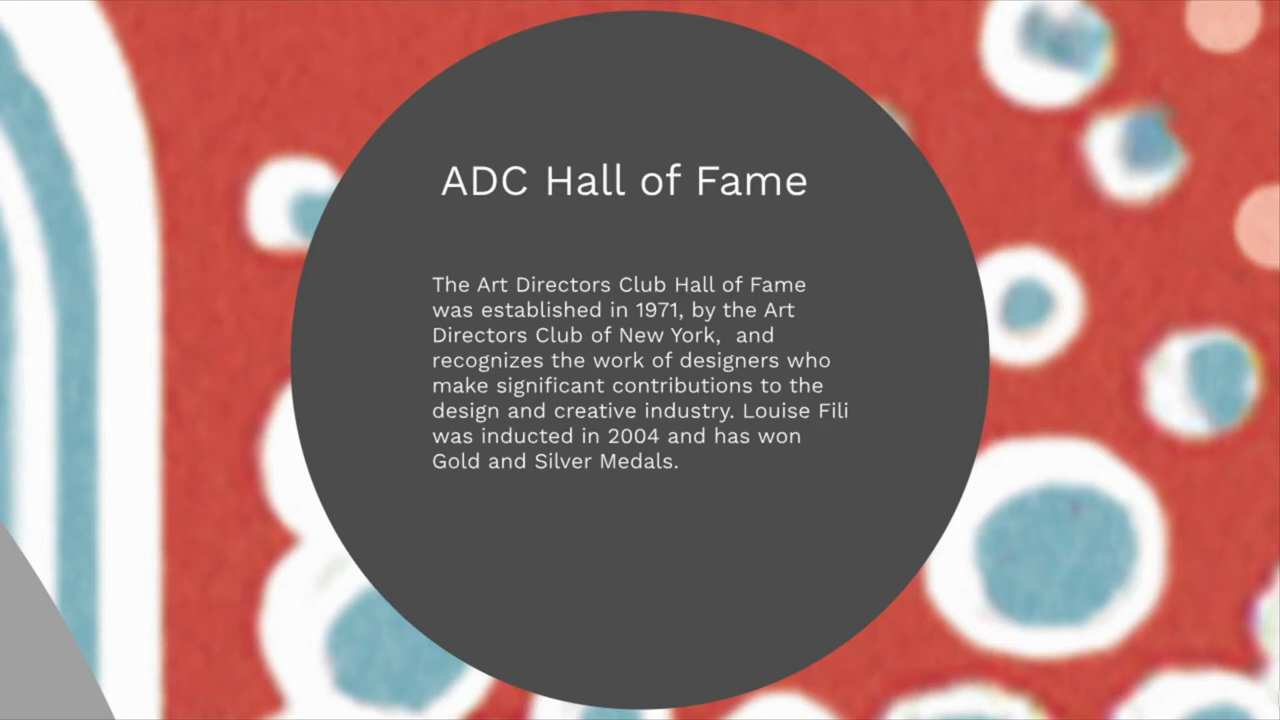 ADC Hall of Fame
The Art Directors Club Hall of Fame
was established in 1971, by the Art
Directors Club of New York,  and
recognizes the work of designers who
make significant contributions to the
design and creative industry. Louise Fili
was inducted in 2004 and has won
Gold and Silver Medals.